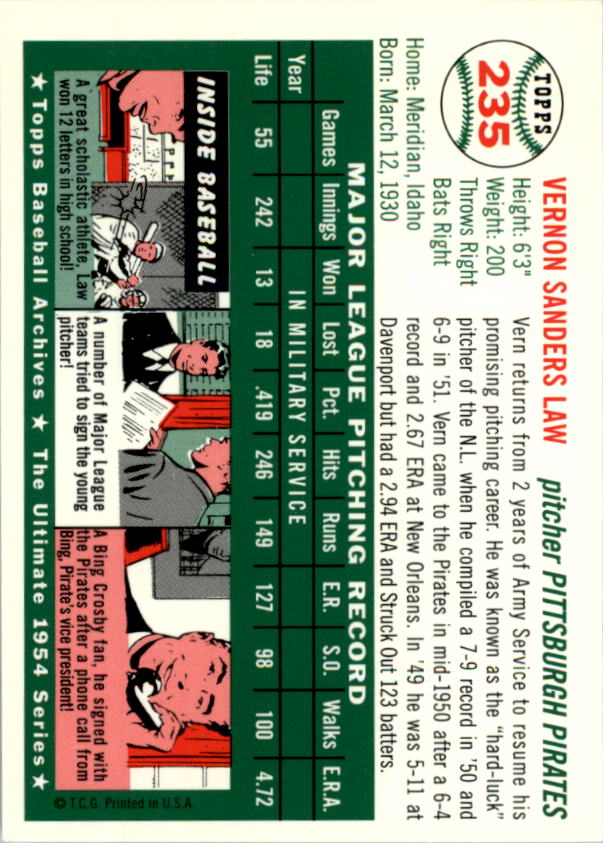 TOPPS
235
VERNON SANDERS LAW
pitcher PITTSBURGH PIRATES
Height: 6'3"
Weight: 200
Throws Right
Bats Right
Home: Meridian, Idaho
Born: March 12, 1930
Vern returns from 2 years of Army Service to resume his
promising pitching career. He was known as the "hard-luck"
pitcher of the N.L. when he compiled a 7-9 record in '50 and
6-9 in '51. Vern came to the Pirates in mid-1950 after a 6-4
record and 2.67 ERA at New Orleans. In '49 he was 5-11 at
Davenport but had a 2.94 ERA and Struck Out 123 batters.
MAJOR LEAGUE PITCHING RECORD
Games Innings Won Lost Pct. Hits Runs E.R. S.O. Walks E.R.A.
Year IN MILITARY SERVICE
Life 55 242 13 18 .419 246 149 127 98 100 4.72
INSIDE BASEBALL
A great scholastic athlete, Law
won 12 letters in high school!
A number of Major League
teams tried to sign the young
pitcher!
A Bing Crosby fan, he signed with
the Pirates after a phone call from
Bing, Pirate's vice president!
★ Topps Baseball Archives ★ The Ultimate 1954 Series ★
© T.C.G. Printed in U.S.A.